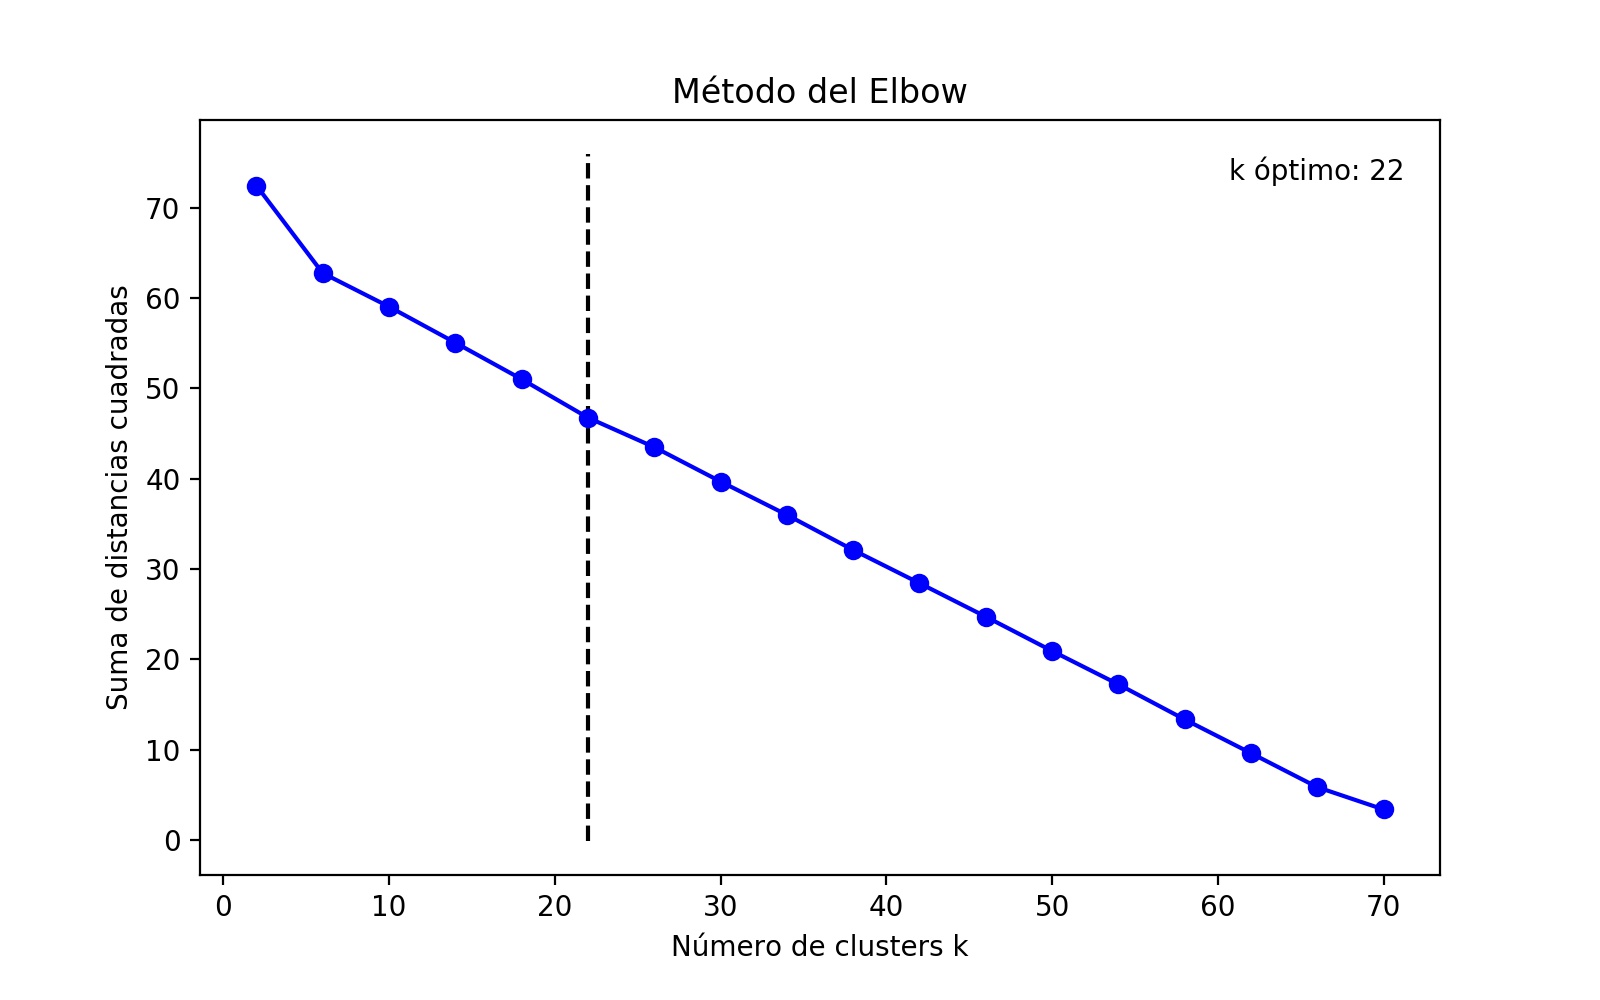 Método del Elbow
k óptimo: 22
Suma de distancias cuadradas
70
60
50
40
30
20
10
0
0 10 20 30 40 50 60 70
Número de clusters k